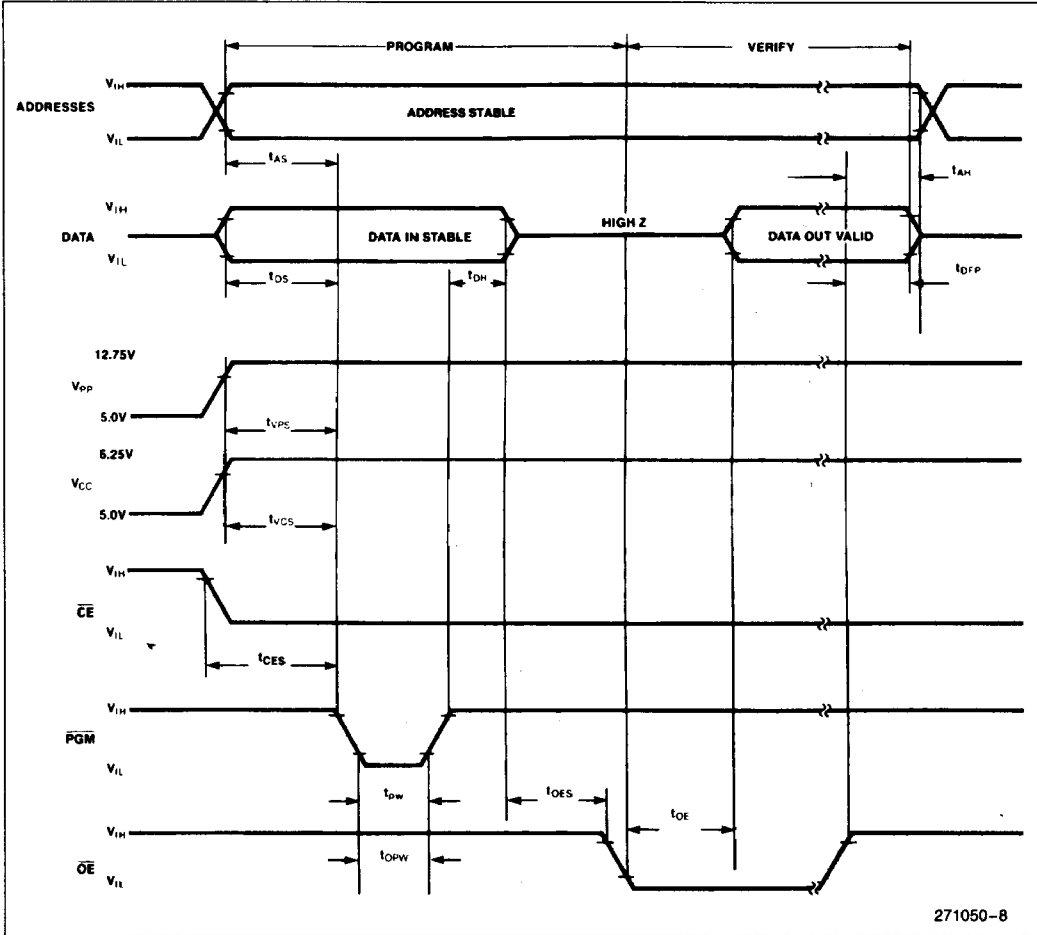 PROGRAM
VERIFY
VIH
ADDRESSES
ADDRESS STABLE
VIL
tAS
tAH
VIH
HIGH Z
DATA
DATA IN STABLE
DATA OUT VALID
VIL
tDS
tDH
tDFP
12.75V
VPP
5.0V
tVPS
6.25V
VCC
5.0V
tVCS
VIH
CE
VIL
tCES
VIH
PGM
VIL
tPW
tOES
VIH
tOE
tOPW
OE
VIL
271050-8